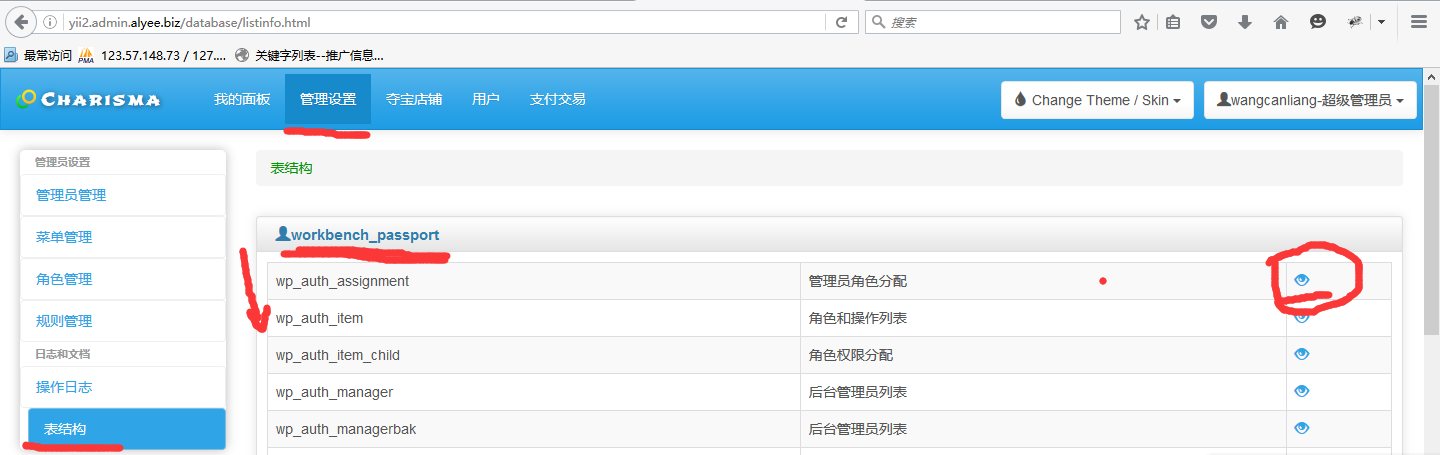 yii2.admin.alyee.biz/database/listinfo.html
搜索
最常访问 PMA 123.57.148.73 / 127.... 关键字列表--推广信息...
CHARISMA 我的面板 管理设置 夺宝店铺 用户 支付交易 Change Theme / Skin wangcanliang-超级管理员
管理员设置
管理员管理
菜单管理
角色管理
规则管理
日志和文档
操作日志
表结构
表结构
workbench_passport
wp_auth_assignment 管理员角色分配
wp_auth_item 角色和操作列表
wp_auth_item_child 角色权限分配
wp_auth_manager 后台管理员列表
wp_auth_managerbak 后台管理员列表